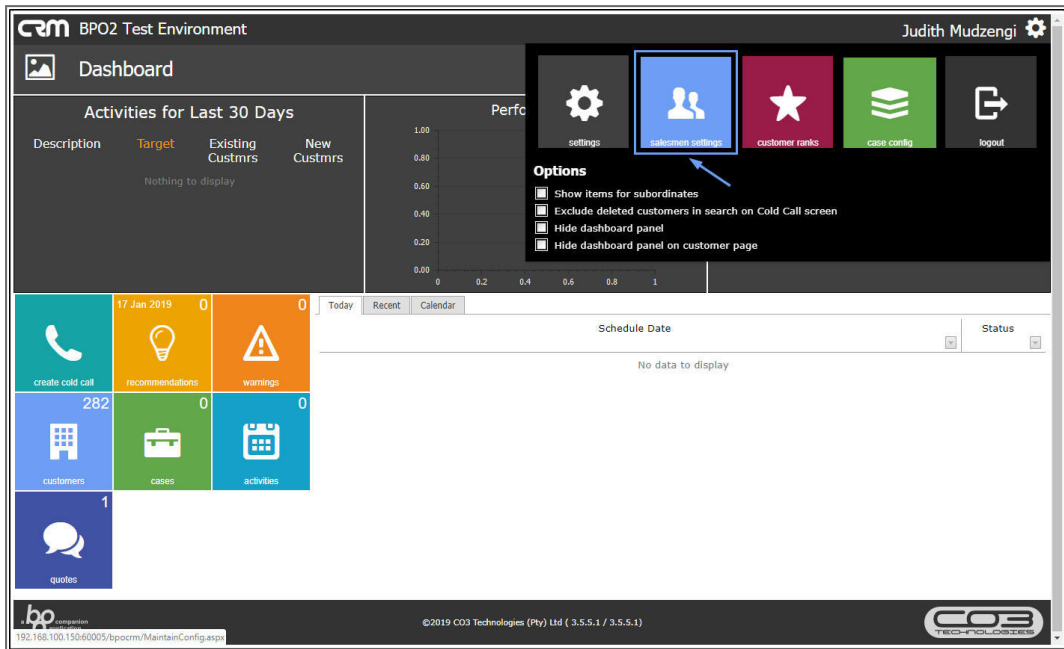 CRM BPO2 Test Environment
Judith Mudzengi
Dashboard
settings
salesmen settings
customer ranks
case config
logout
Options
Show items for subordinates
Exclude deleted customers in search on Cold Call screen
Hide dashboard panel
Hide dashboard panel on customer page
Activities for Last 30 Days
Description Target Existing Custmrs New Custmrs
Nothing to display
Perfo
1.00
0.80
0.60
0.40
0.20
0.00
0 0.2 0.4 0.6 0.8 1
create cold call
17 Jan 2019 0
recommendations
0
warnings
282
customers
0
cases
0
activities
1
quotes
Today Recent Calendar
Schedule Date Status
No data to display
a bpo companion
©2019 CO3 Technologies (Pty) Ltd ( 3.5.5.1 / 3.5.5.1)
CO3
TECHNOLOGIES
192.168.100.150:60005/bpocrm/MaintainConfig.aspx